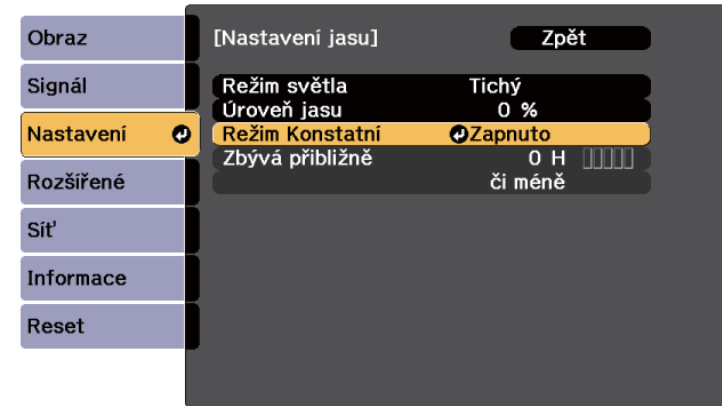 Obraz
Signál
Nastavení
Rozšířené
Síť
Informace
Reset
[Nastavení jasu] Zpět
Režim světla Tichý
Úroveň jasu 0 %
Režim Konstatní Zapnuto
Zbývá přibližně 0 H
či méně